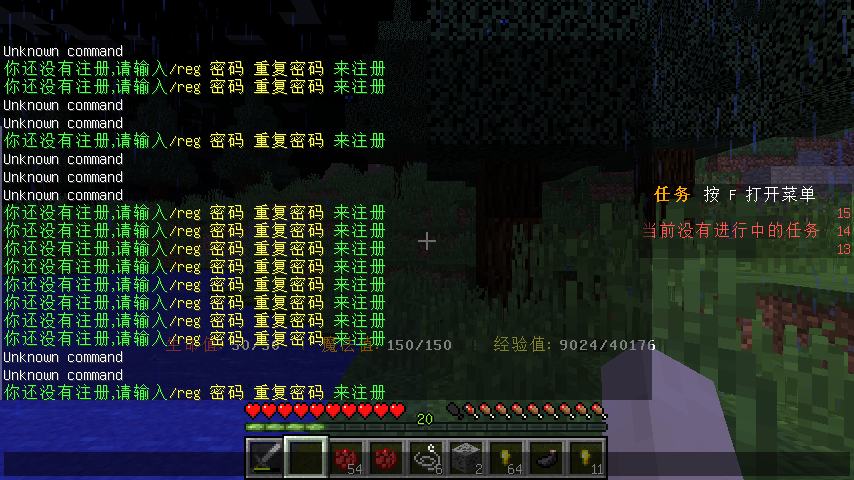 Unknown command
你还没有注册,请输入/reg 密码 重复密码 来注册
你还没有注册,请输入/reg 密码 重复密码 来注册
Unknown command
Unknown command
你还没有注册,请输入/reg 密码 重复密码 来注册
Unknown command
Unknown command
Unknown command
你还没有注册,请输入/reg 密码 重复密码 来注册
你还没有注册,请输入/reg 密码 重复密码 来注册
你还没有注册,请输入/reg 密码 重复密码 来注册
你还没有注册,请输入/reg 密码 重复密码 来注册
你还没有注册,请输入/reg 密码 重复密码 来注册
你还没有注册,请输入/reg 密码 重复密码 来注册
你还没有注册,请输入/reg 密码 重复密码 来注册
你还没有注册,请输入/reg 密码 重复密码 来注册
Unknown command
Unknown command
你还没有注册,请输入/reg 密码 重复密码 来注册
任务 按 F 打开菜单
15
当前没有进行中的任务 14
13
魔法值: 150/150 经验值: 9024/40176
20
54 6 2 64 11